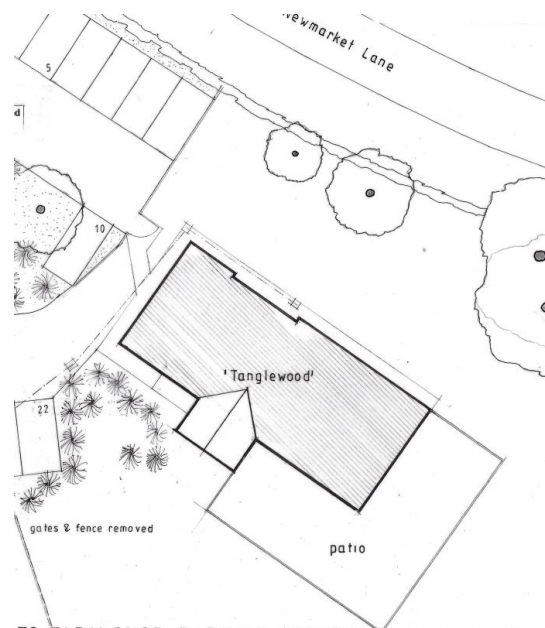 Newmarket Lane
5
d
10
'Tanglewood'
22
gates & fence removed
patio